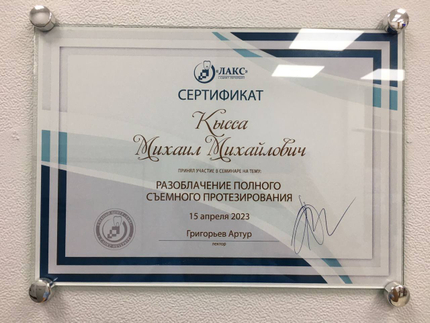 «ЛАКС»
СЕРТИФИКАТ
Кысса
Михаил Михайлович
ПРИНЯЛ УЧАСТИЕ В СЕМИНАРЕ НА ТЕМУ:
РАЗОБЛАЧЕНИЕ ПОЛНОГО
СЪЕМНОГО ПРОТЕЗИРОВАНИЯ
15 апреля 2023
Григорьев Артур